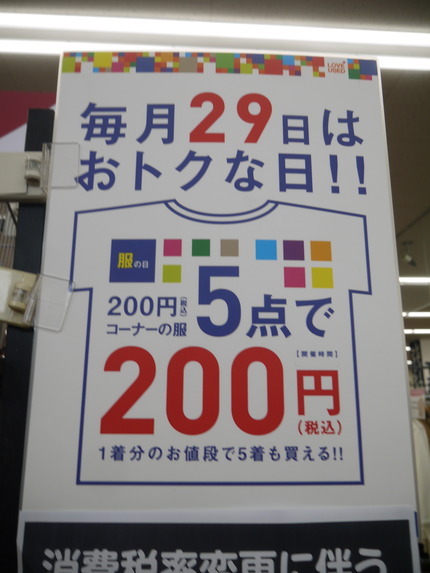 LOVE USED
毎月29日は
おトクな日!!
服の日
200円(税込)
コーナーの服
5点で
【開催時間】
200円
(税込)
1着分のお値段で5着も買える!!
消費税率変更に伴う